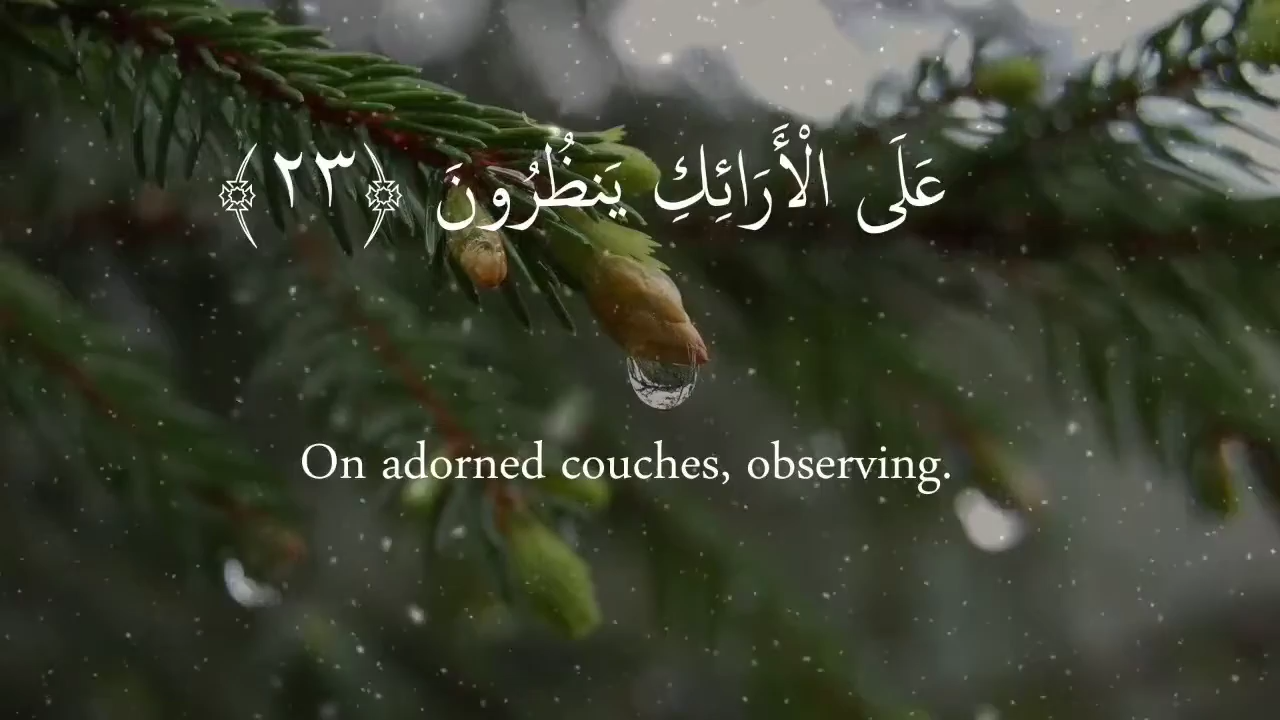 عَلَى الْأَرَائِكِ يَنظُرُونَ ﴿٢٣﴾
On adorned couches, observing.